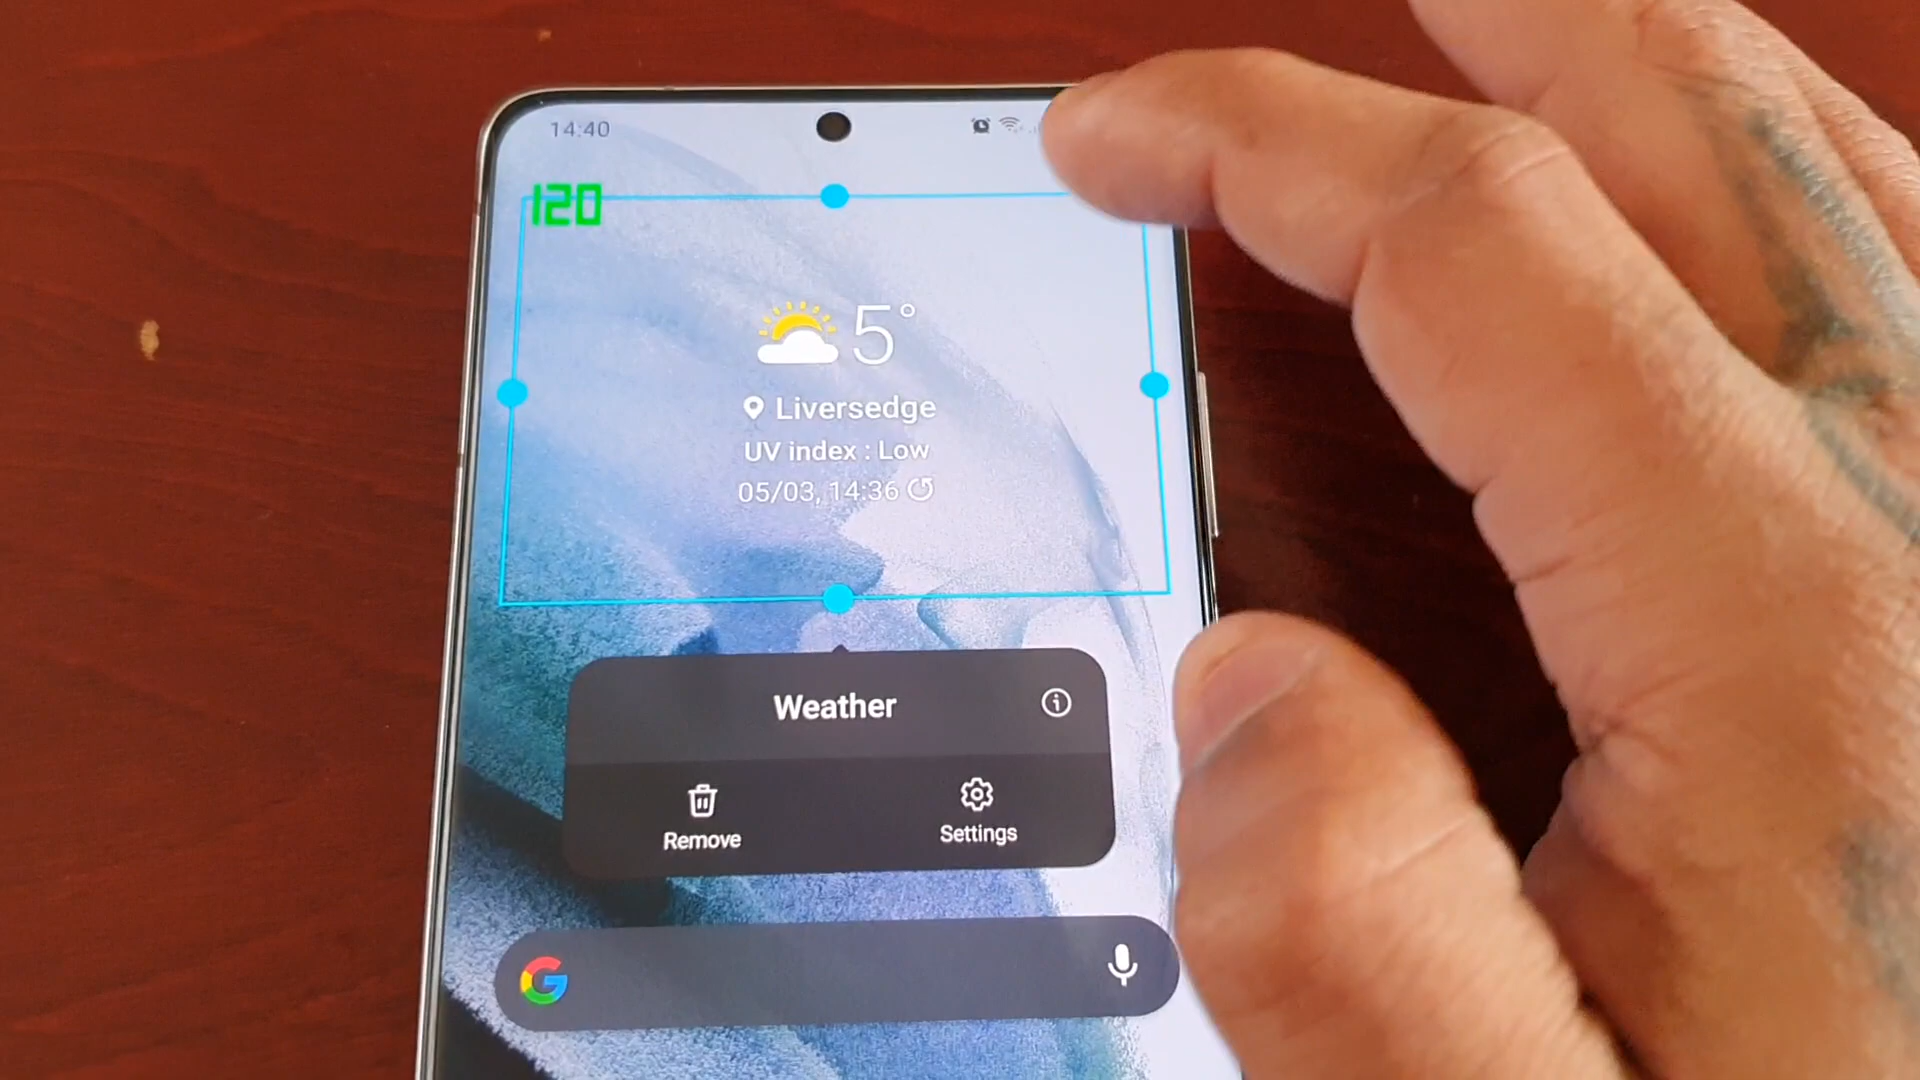 14:40
120
5°
Liversedge
UV index : Low
05/03, 14:36
Weather
Remove
Settings
G